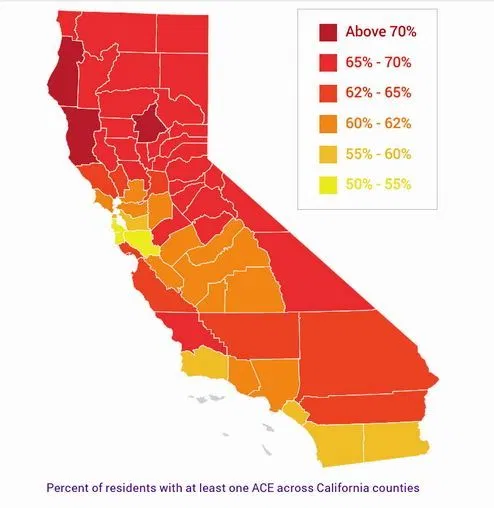 Above 70%
65% - 70%
62% - 65%
60% - 62%
55% - 60%
50% - 55%
Percent of residents with at least one ACE across California counties